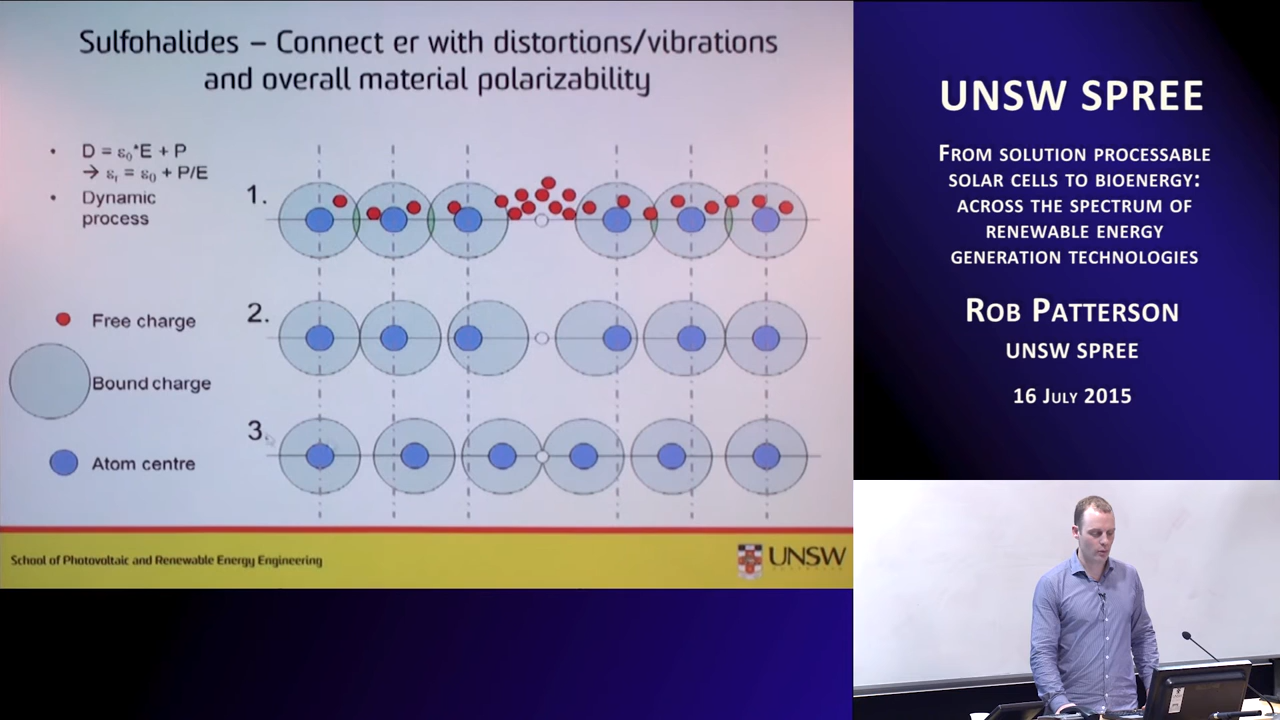 Sulfohalides – Connect er with distortions/vibrations
and overall material polarizability
• D = ε₀*E + P
→ εᵣ = ε₀ + P/E
• Dynamic
process
1.
2.
3.
Free charge
Bound charge
Atom centre
School of Photovoltaic and Renewable Energy Engineering
UNSW
UNSW SPREE
FROM SOLUTION PROCESSABLE
SOLAR CELLS TO BIOENERGY:
ACROSS THE SPECTRUM OF
RENEWABLE ENERGY
GENERATION TECHNOLOGIES
ROB PATTERSON
UNSW SPREE
16 JULY 2015